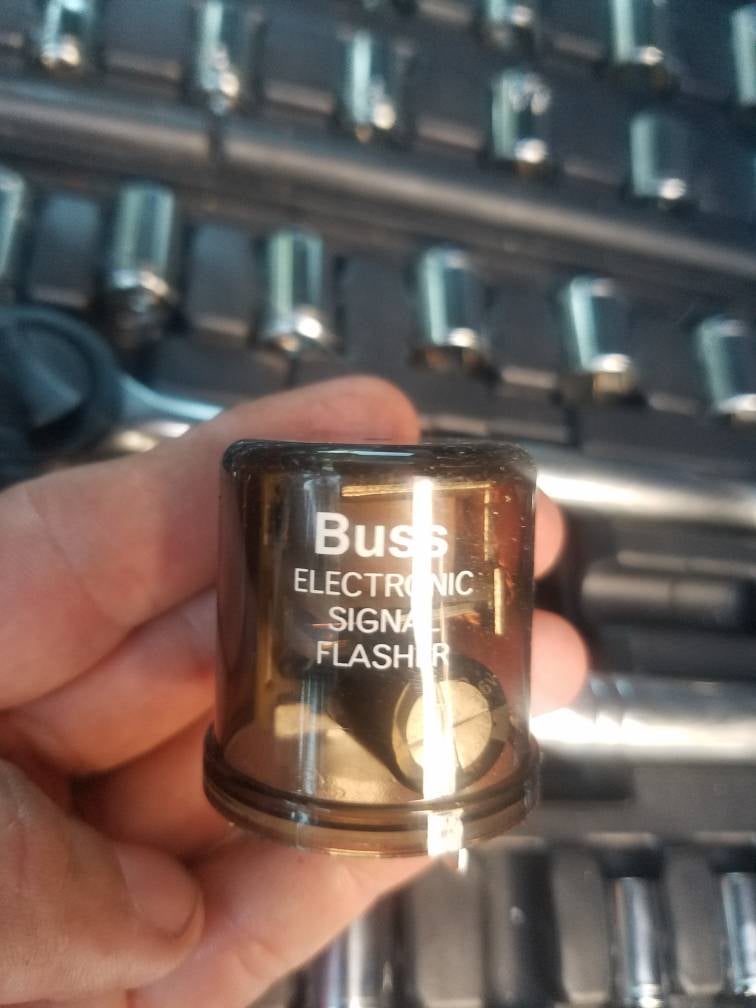 Buss
ELECTRONIC
SIGNAL
FLASHER